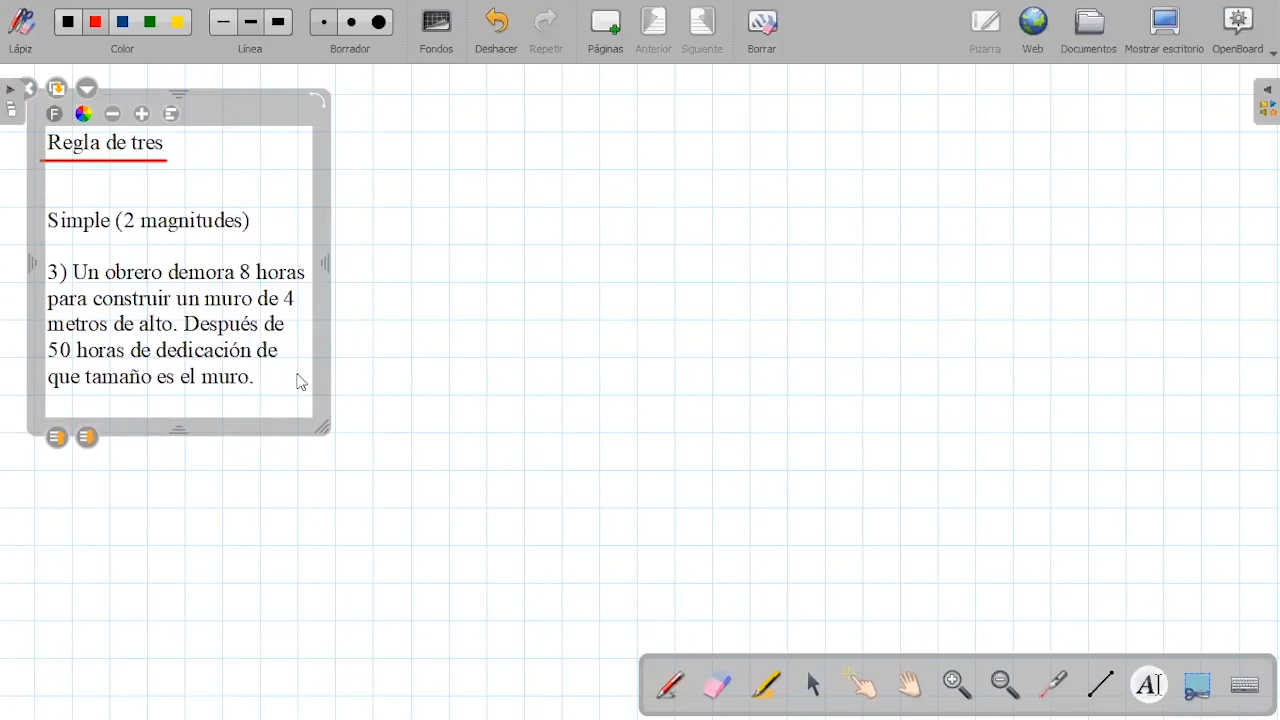 Lápiz
Color
Línea
Borrador
Fondos
Deshacer
Repetir
Páginas
Anterior
Siguiente
Borrar
Pizarra
Web
Documentos
Mostrar escritorio
OpenBoard
F
Regla de tres
Simple (2 magnitudes)
3) Un obrero demora 8 horas
para construir un muro de 4
metros de alto. Después de
50 horas de dedicación de
que tamaño es el muro.
AI